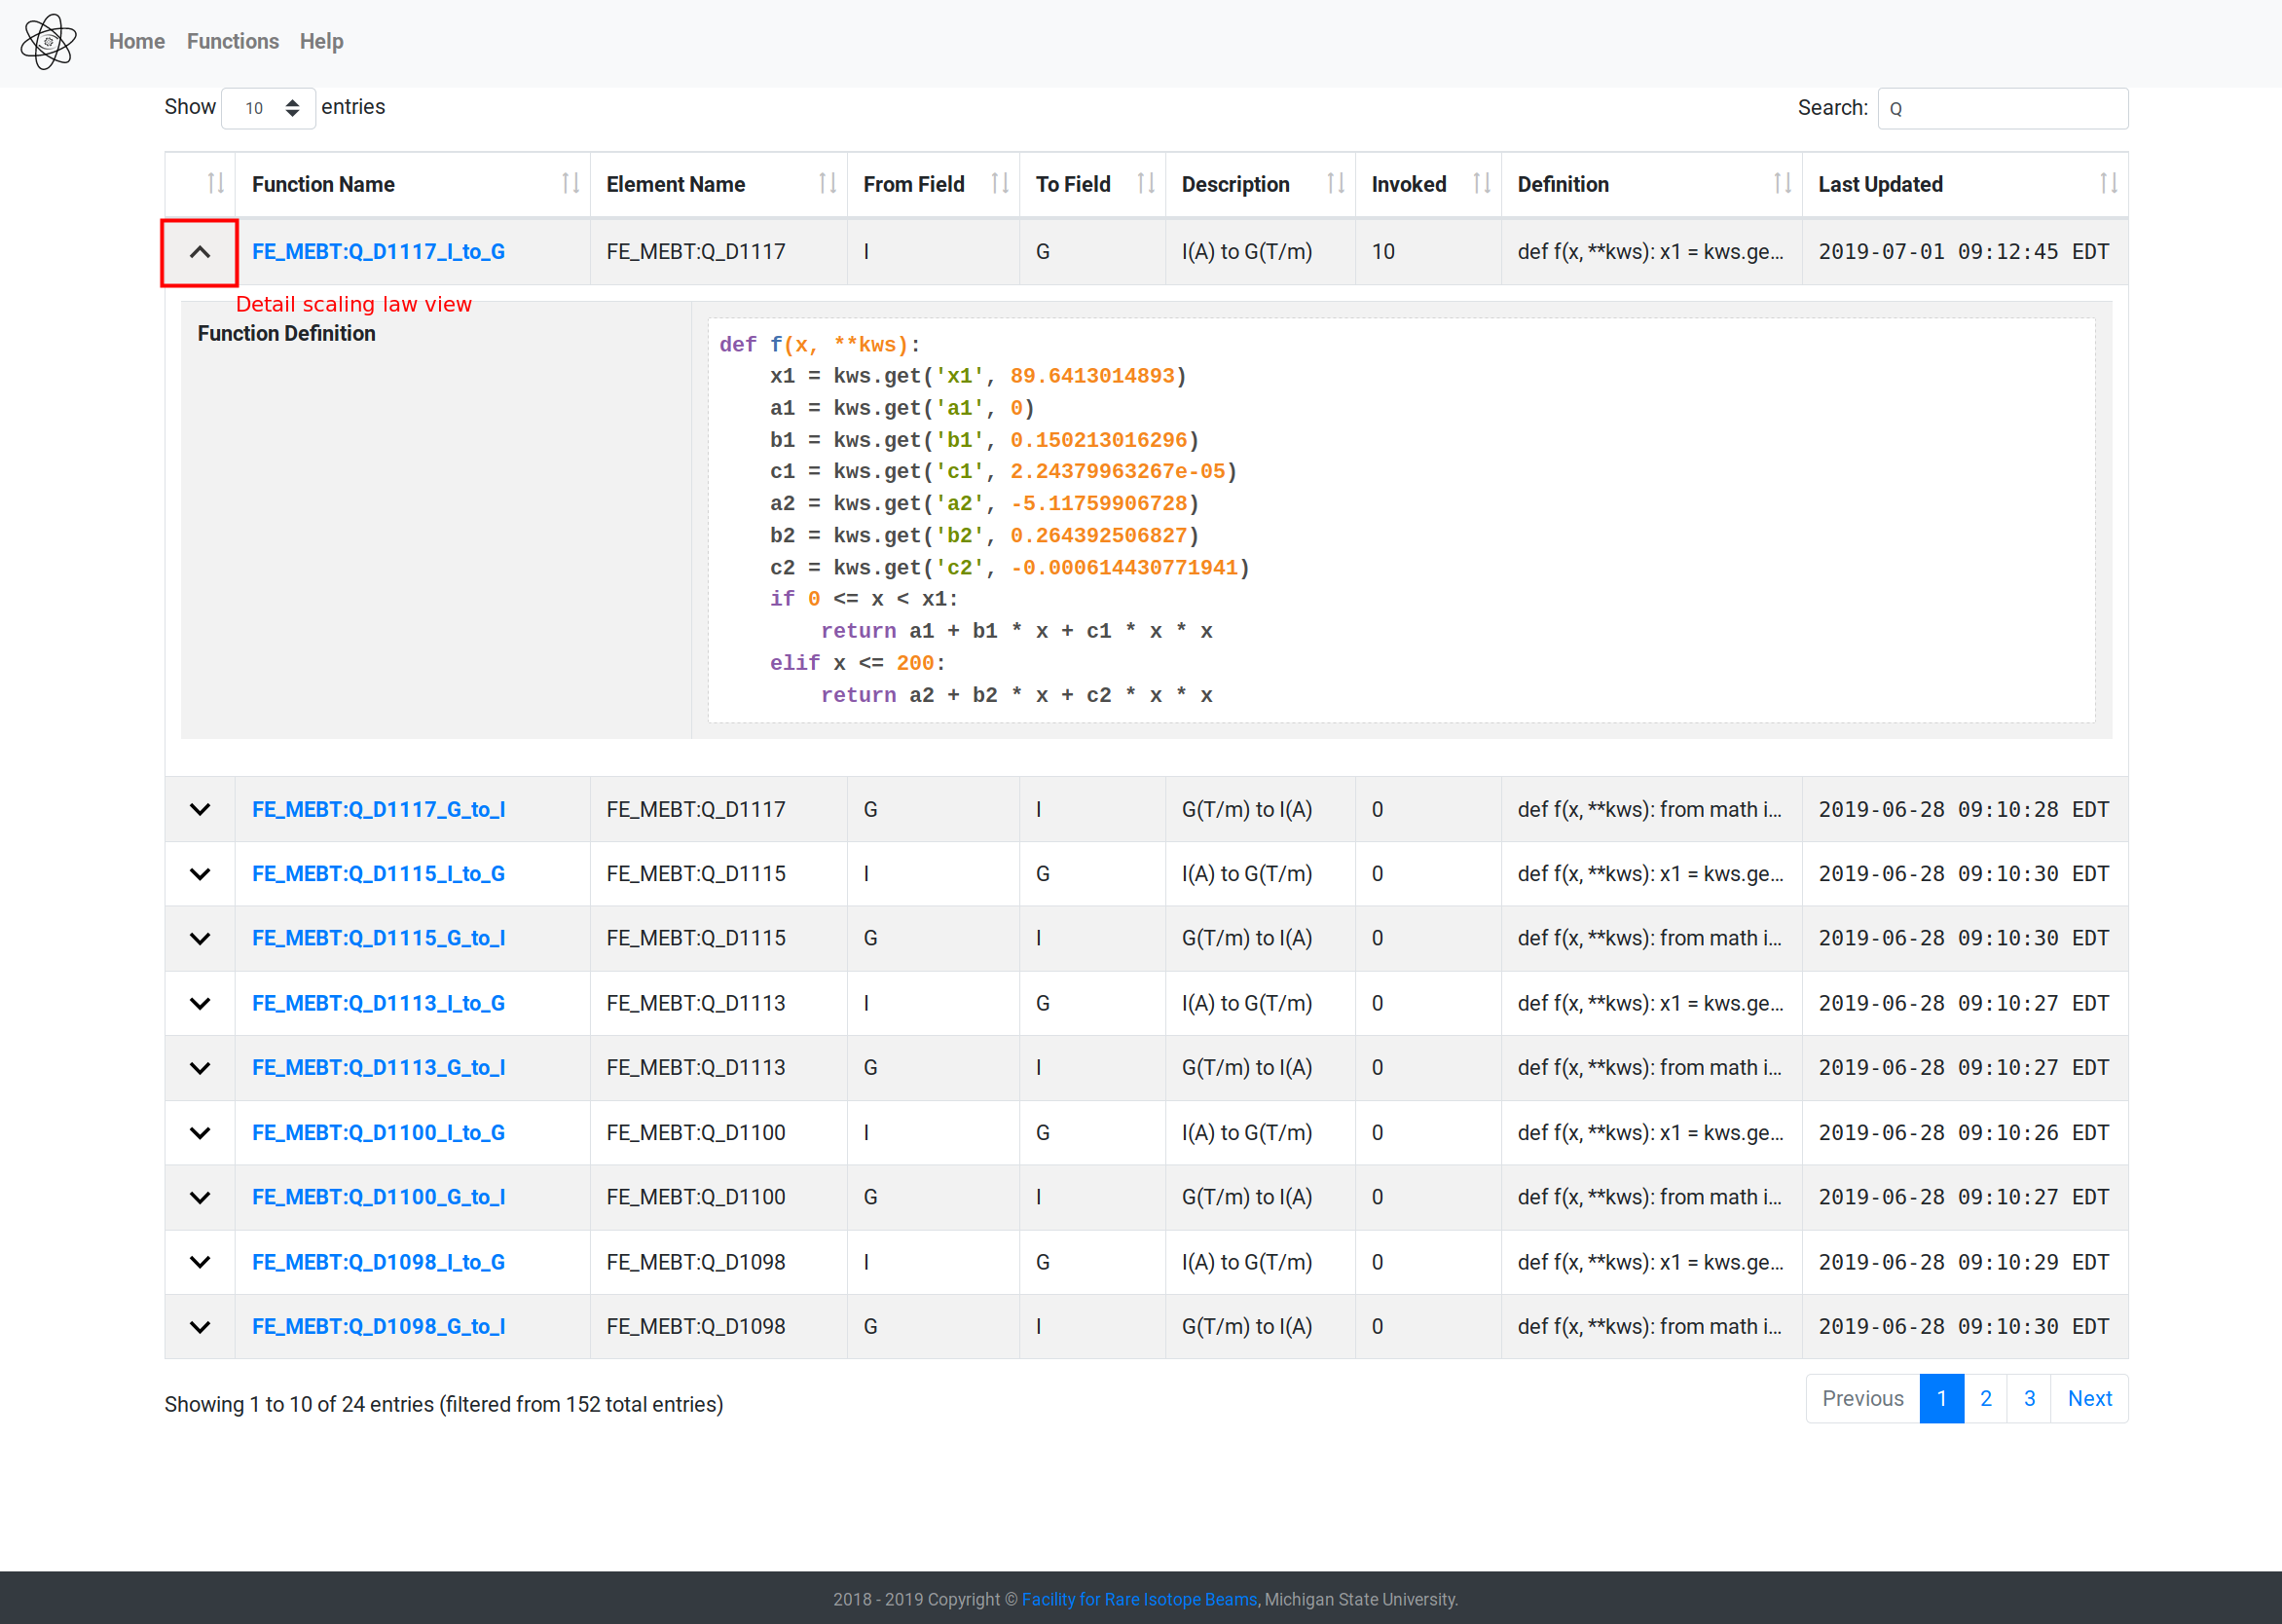 Home Functions Help
Show 10 entries Search: Q
Function Name Element Name From Field To Field Description Invoked Definition Last Updated
FE_MEBT:Q_D1117_I_to_G FE_MEBT:Q_D1117 I G I(A) to G(T/m) 10 def f(x, **kws): x1 = kws.ge... 2019-07-01 09:12:45 EDT
Detail scaling law view
Function Definition
def f(x, **kws):
    x1 = kws.get('x1', 89.6413014893)
    a1 = kws.get('a1', 0)
    b1 = kws.get('b1', 0.150213016296)
    c1 = kws.get('c1', 2.24379963267e-05)
    a2 = kws.get('a2', -5.11759906728)
    b2 = kws.get('b2', 0.264392506827)
    c2 = kws.get('c2', -0.000614430771941)
    if 0 <= x < x1:
        return a1 + b1 * x + c1 * x * x
    elif x <= 200:
        return a2 + b2 * x + c2 * x * x
FE_MEBT:Q_D1117_G_to_I FE_MEBT:Q_D1117 G I G(T/m) to I(A) 0 def f(x, **kws): from math i... 2019-06-28 09:10:28 EDT
FE_MEBT:Q_D1115_I_to_G FE_MEBT:Q_D1115 I G I(A) to G(T/m) 0 def f(x, **kws): x1 = kws.ge... 2019-06-28 09:10:30 EDT
FE_MEBT:Q_D1115_G_to_I FE_MEBT:Q_D1115 G I G(T/m) to I(A) 0 def f(x, **kws): from math i... 2019-06-28 09:10:30 EDT
FE_MEBT:Q_D1113_I_to_G FE_MEBT:Q_D1113 I G I(A) to G(T/m) 0 def f(x, **kws): x1 = kws.ge... 2019-06-28 09:10:27 EDT
FE_MEBT:Q_D1113_G_to_I FE_MEBT:Q_D1113 G I G(T/m) to I(A) 0 def f(x, **kws): from math i... 2019-06-28 09:10:27 EDT
FE_MEBT:Q_D1100_I_to_G FE_MEBT:Q_D1100 I G I(A) to G(T/m) 0 def f(x, **kws): x1 = kws.ge... 2019-06-28 09:10:26 EDT
FE_MEBT:Q_D1100_G_to_I FE_MEBT:Q_D1100 G I G(T/m) to I(A) 0 def f(x, **kws): from math i... 2019-06-28 09:10:27 EDT
FE_MEBT:Q_D1098_I_to_G FE_MEBT:Q_D1098 I G I(A) to G(T/m) 0 def f(x, **kws): x1 = kws.ge... 2019-06-28 09:10:29 EDT
FE_MEBT:Q_D1098_G_to_I FE_MEBT:Q_D1098 G I G(T/m) to I(A) 0 def f(x, **kws): from math i... 2019-06-28 09:10:30 EDT
Showing 1 to 10 of 24 entries (filtered from 152 total entries) Previous 1 2 3 Next
2018 - 2019 Copyright © Facility for Rare Isotope Beams, Michigan State University.